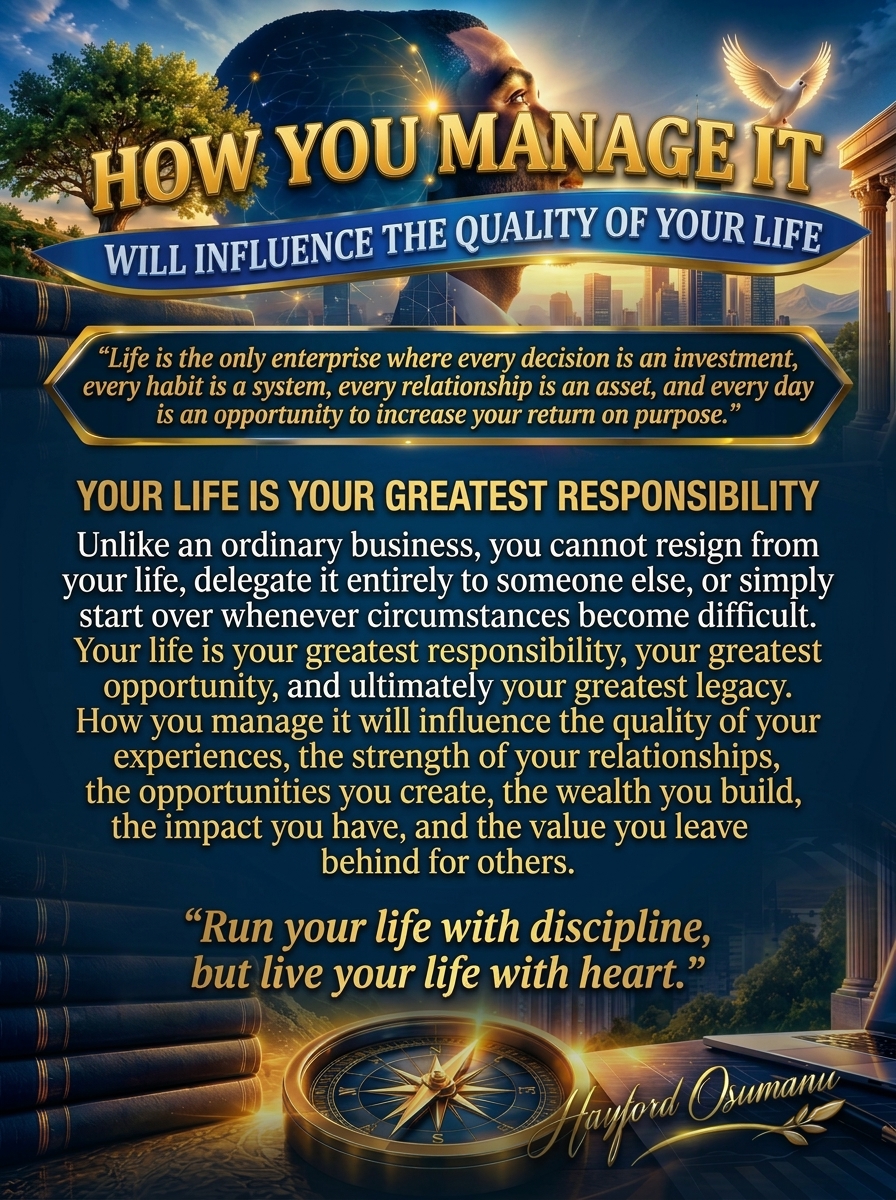 HOW YOU MANAGE IT
WILL INFLUENCE THE QUALITY OF YOUR LIFE
“Life is the only enterprise where every decision is an investment,
every habit is a system, every relationship is an asset, and every day
is an opportunity to increase your return on purpose.”
YOUR LIFE IS YOUR GREATEST RESPONSIBILITY
Unlike an ordinary business, you cannot resign from
your life, delegate it entirely to someone else, or simply
start over whenever circumstances become difficult.
Your life is your greatest responsibility, your greatest
opportunity, and ultimately your greatest legacy.
How you manage it will influence the quality of your
experiences, the strength of your relationships,
the opportunities you create, the wealth you build,
the impact you have, and the value you leave
behind for others.
“Run your life with discipline,
but live your life with heart.”
E
S
Hayford Osumanu